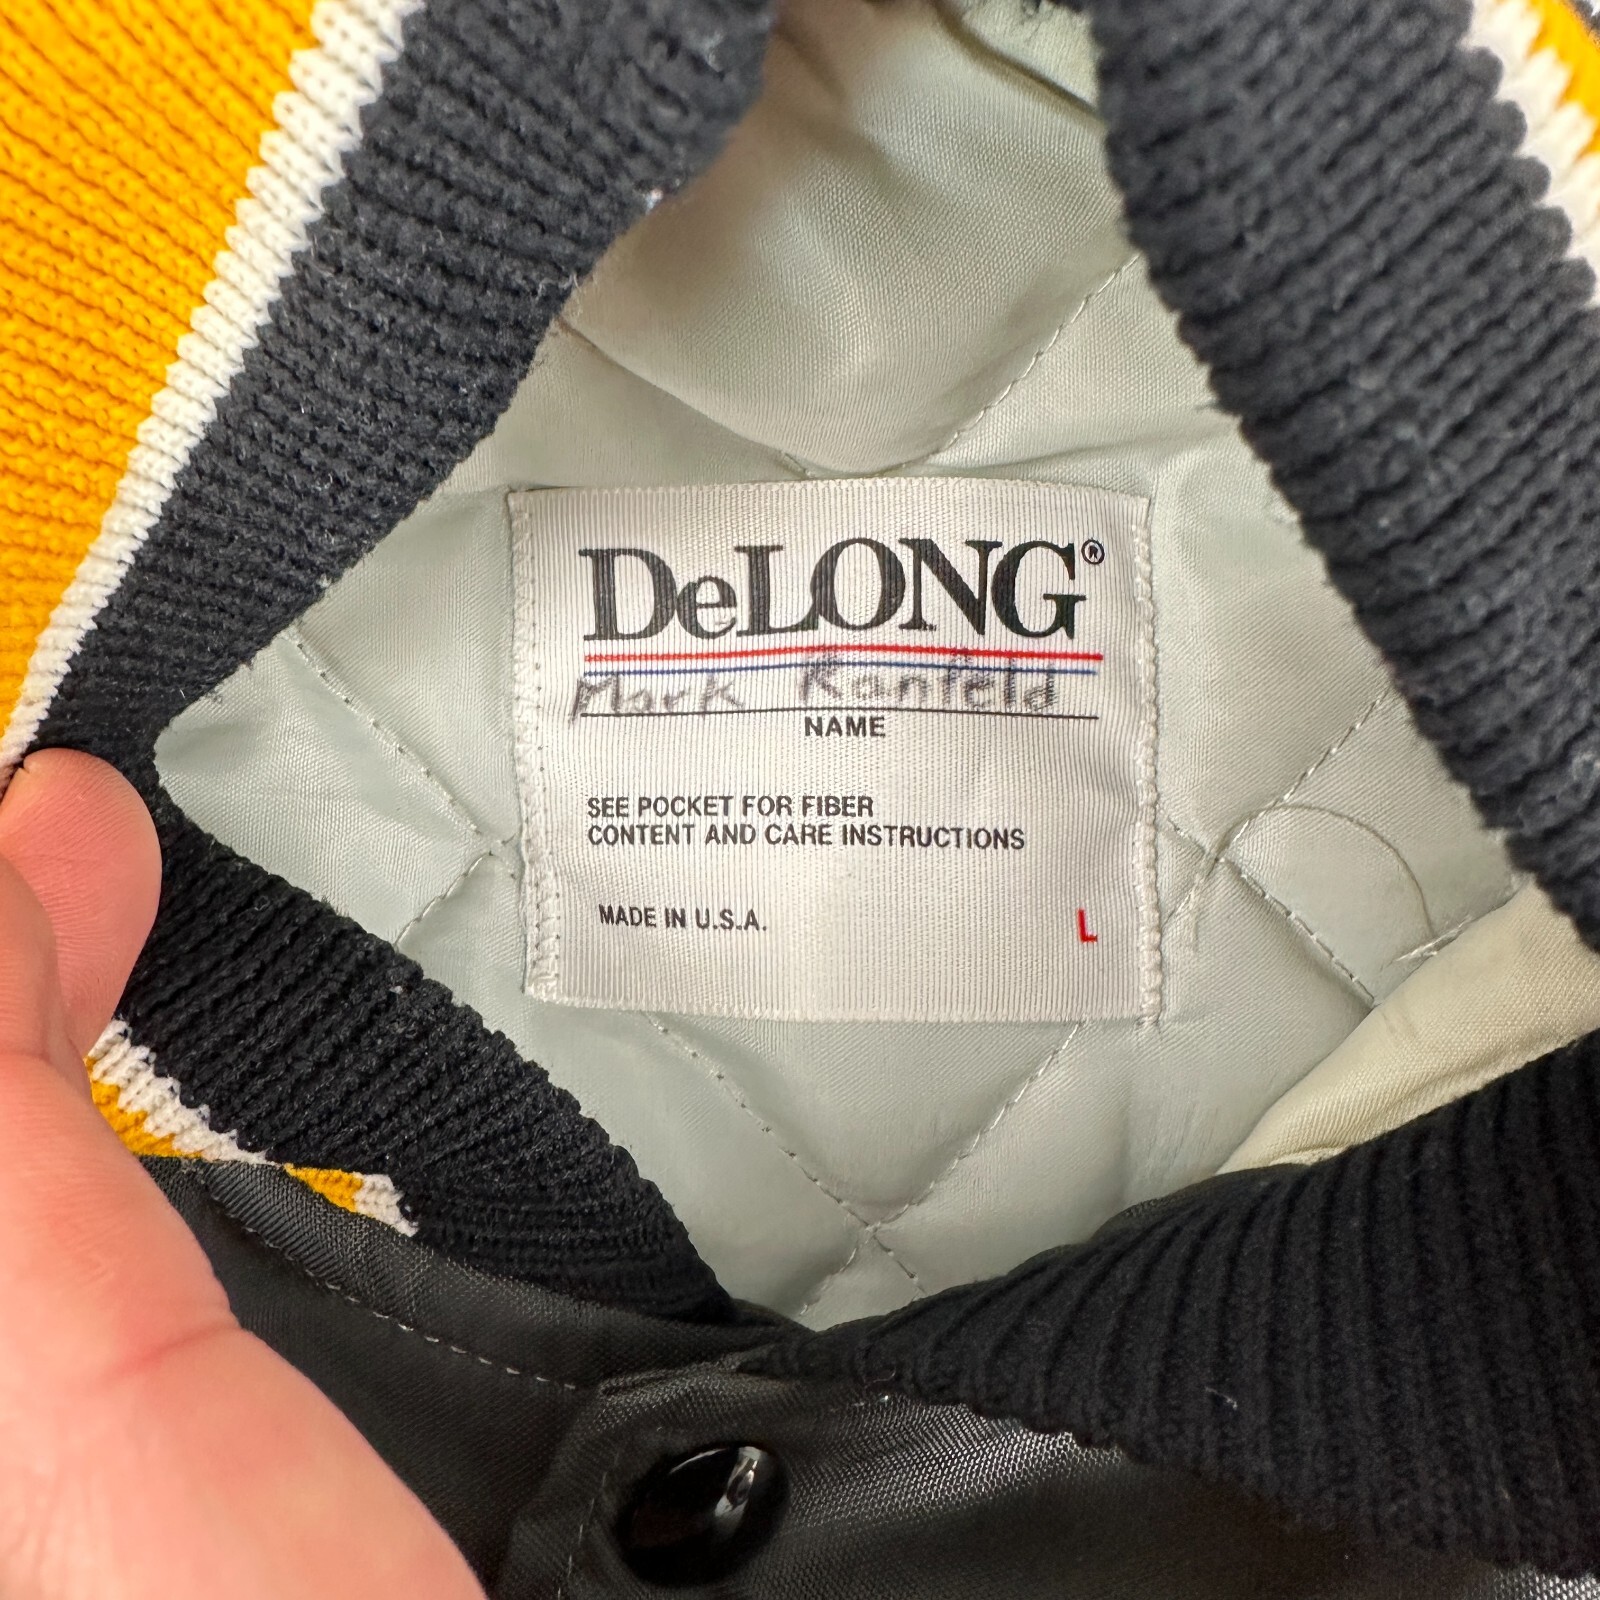 DeLONG®
Mark Ranfeld
NAME
SEE POCKET FOR FIBER
CONTENT AND CARE INSTRUCTIONS
MADE IN U.S.A.
L